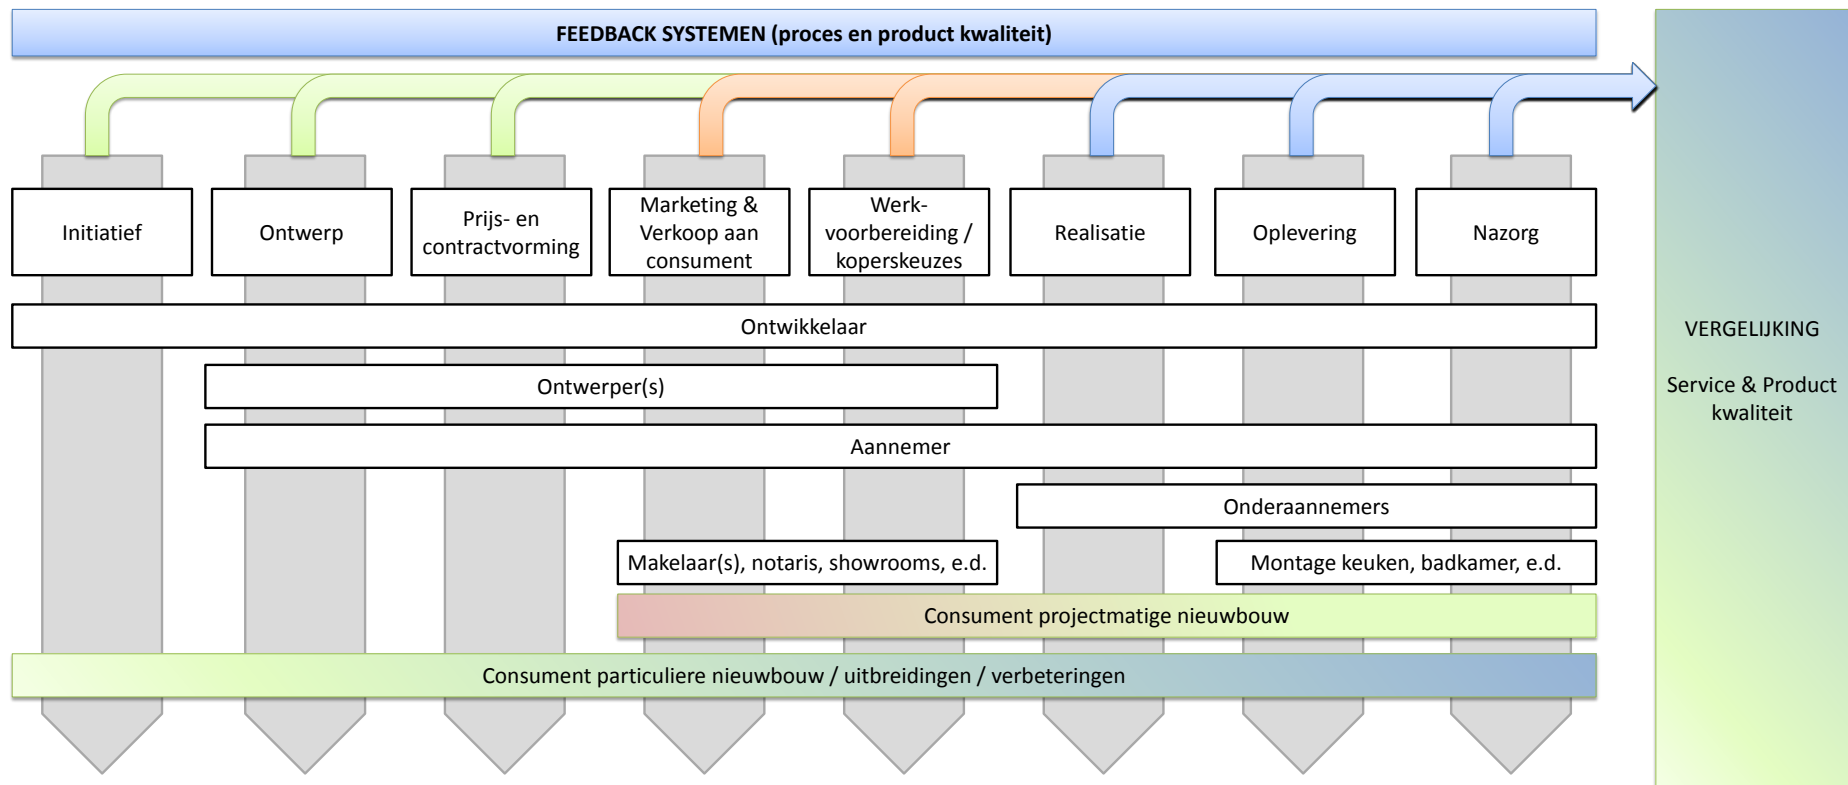 FEEDBACK SYSTEMEN (proces en product kwaliteit)
Initiatief
Ontwerp
Prijs- en
contractvorming
Marketing &
Verkoop aan
consument
Werk-
voorbereiding /
koperskeuzes
Realisatie
Oplevering
Nazorg
Ontwikkelaar
Ontwerper(s)
Aannemer
Onderaannemers
Makelaar(s), notaris, showrooms, e.d.
Montage keuken, badkamer, e.d.
Consument projectmatige nieuwbouw
Consument particuliere nieuwbouw / uitbreidingen / verbeteringen
VERGELIJKING
Service & Product
kwaliteit